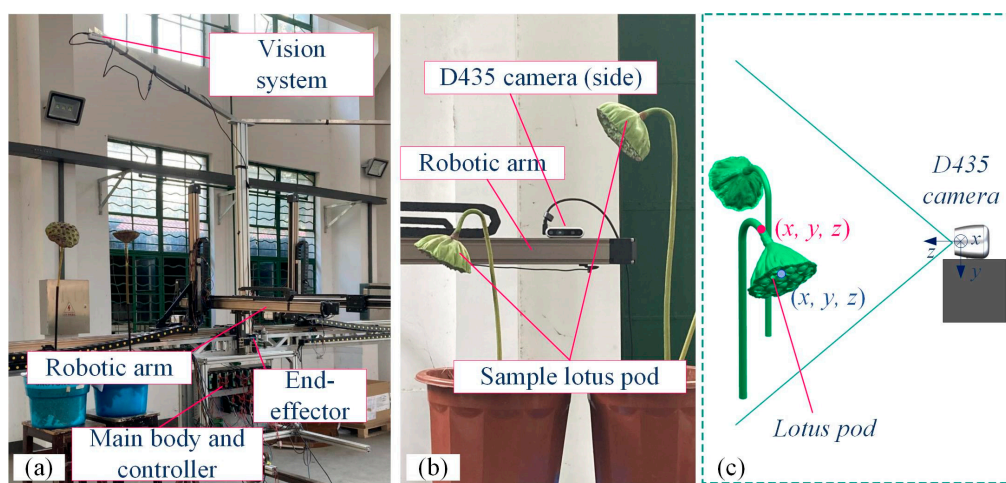 Vision
system
Robotic arm
End-
effector
Main body and
controller
(a)
D435 camera (side)
Robotic arm
Sample lotus pod
(b)
D435
camera
(x, y, z)
x
z
y
(x, y, z)
Lotus pod
(c)